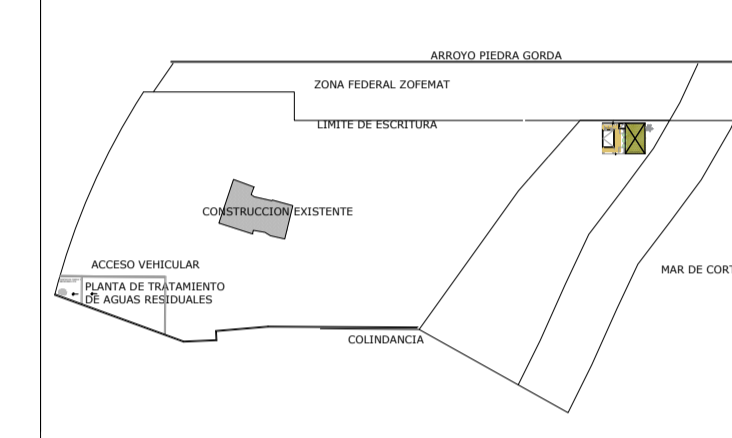 ARROYO PIEDRA GORDA
ZONA FEDERAL ZOFEMAT
LIMITE DE ESCRITURA
CONSTRUCCION EXISTENTE
ACCESO VEHICULAR
MAR DE CORT
PLANTA DE TRATAMIENTO
DE AGUAS RESIDUALES
COLINDANCIA